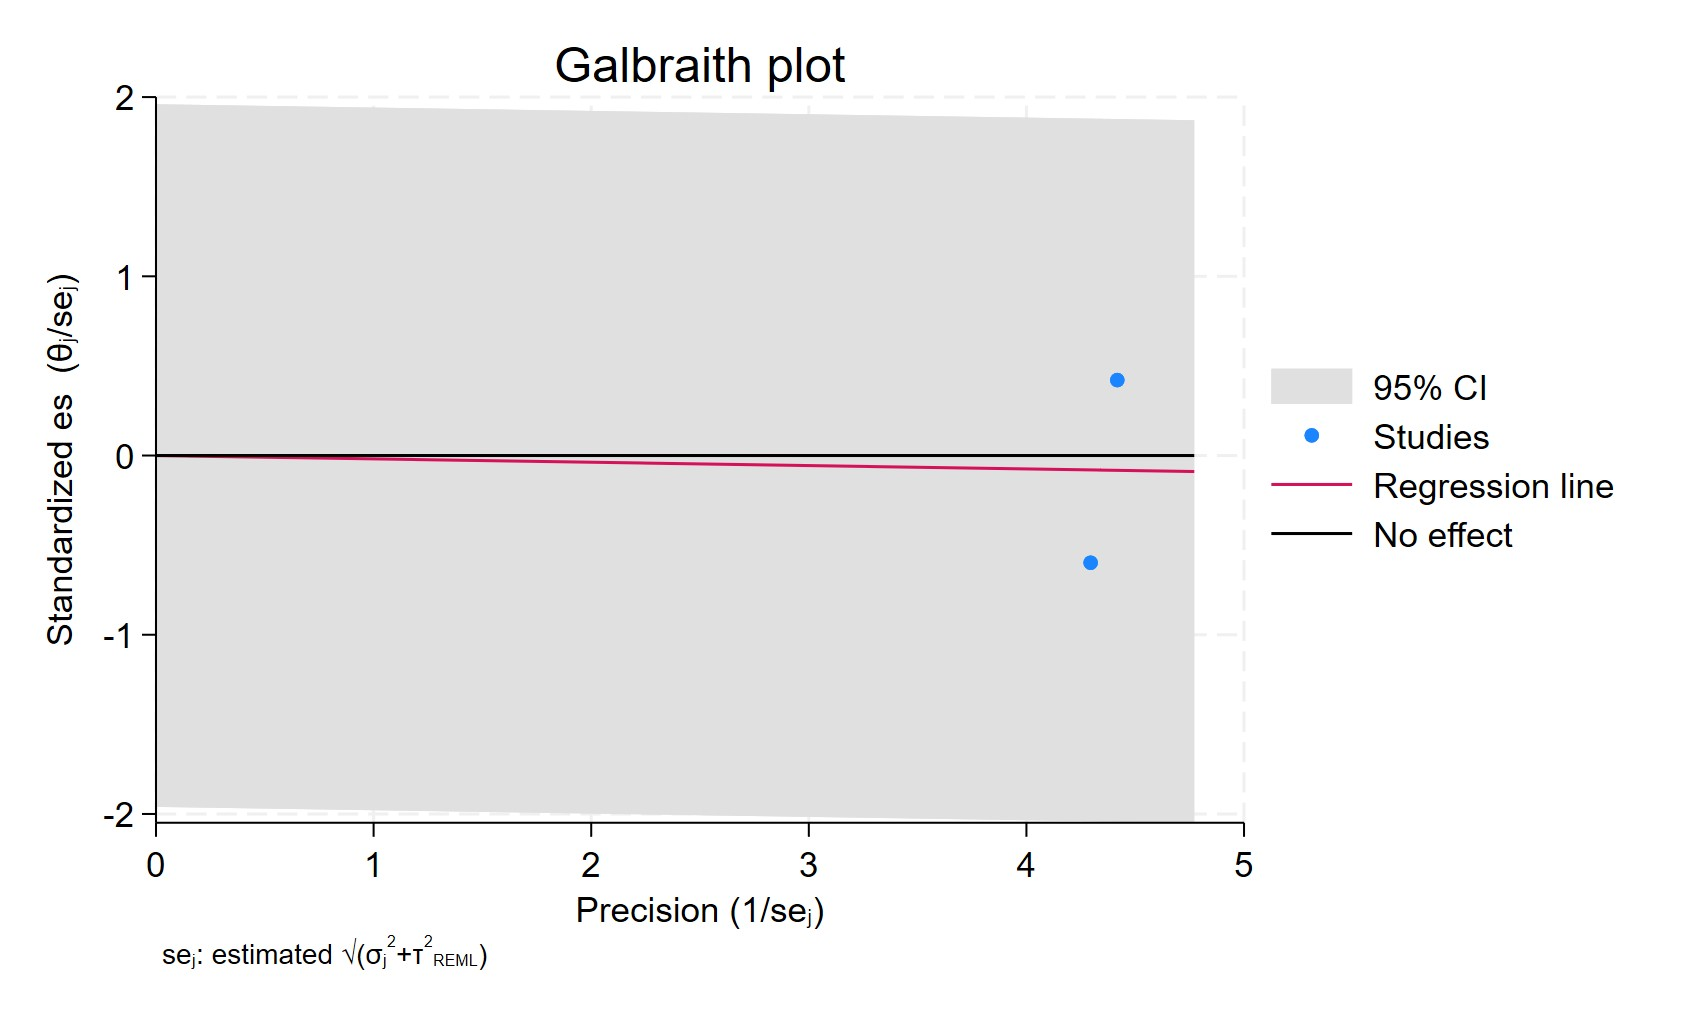 Galbraith plot
2
1
0
-1
-2
Standardized es (θⱼ/seⱼ)
0 1 2 3 4 5
Precision (1/seⱼ)
seⱼ: estimated √(σⱼ²+τ²REML)
95% CI
Studies
Regression line
No effect